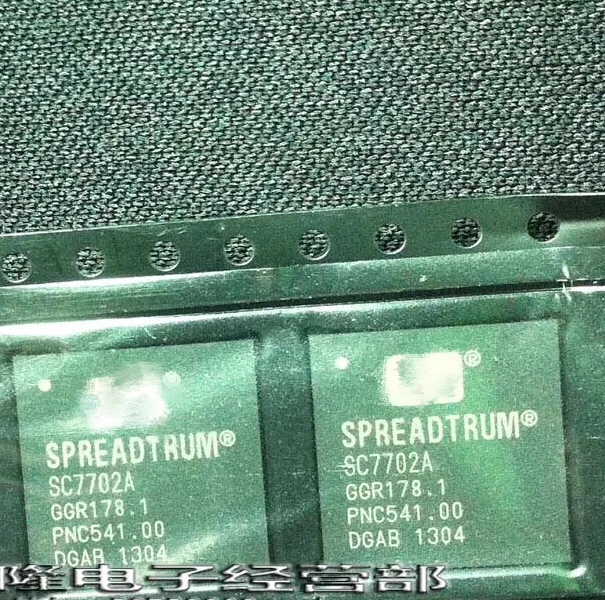 SPREADTRUM®
SC7702A
GGR178.1
PNC541.00
DGAB 1304
®
SPREADTRUM®
SC7702A
GGR178.1
PNC541.00
DGAB 1304
隆电子经营部